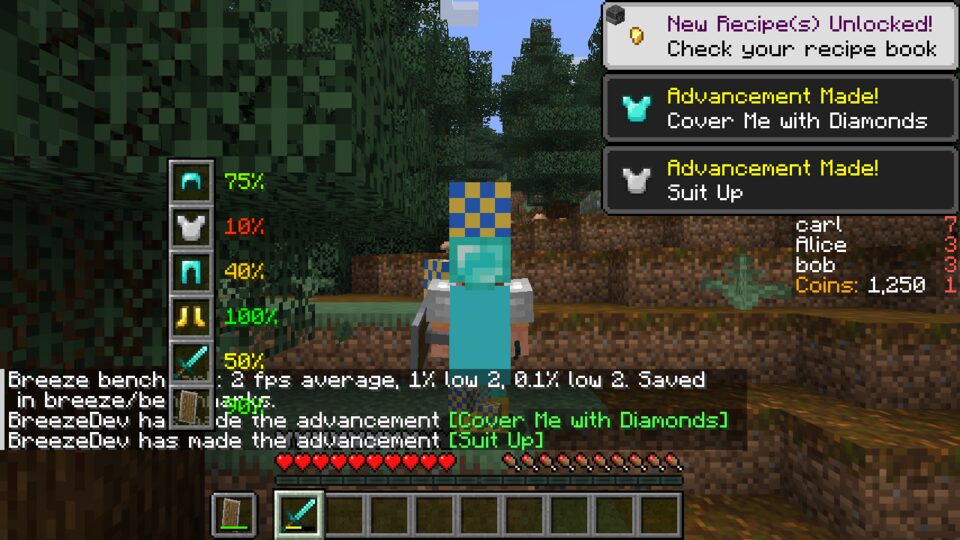 New Recipe(s) Unlocked!
Check your recipe book
Advancement Made!
Cover Me with Diamonds
Advancement Made!
Suit Up
75%
10%
40%
100%
50%
90%
carl 7
Alice 3
bob 3
Coins: 1,250 1
Breeze bench : 2 fps average, 1% low 2, 0.1% low 2. Saved
in breeze/be marks.
BreezeDev ha de the advancement [Cover Me with Diamonds]
BreezeDev has made the advancement [Suit Up]